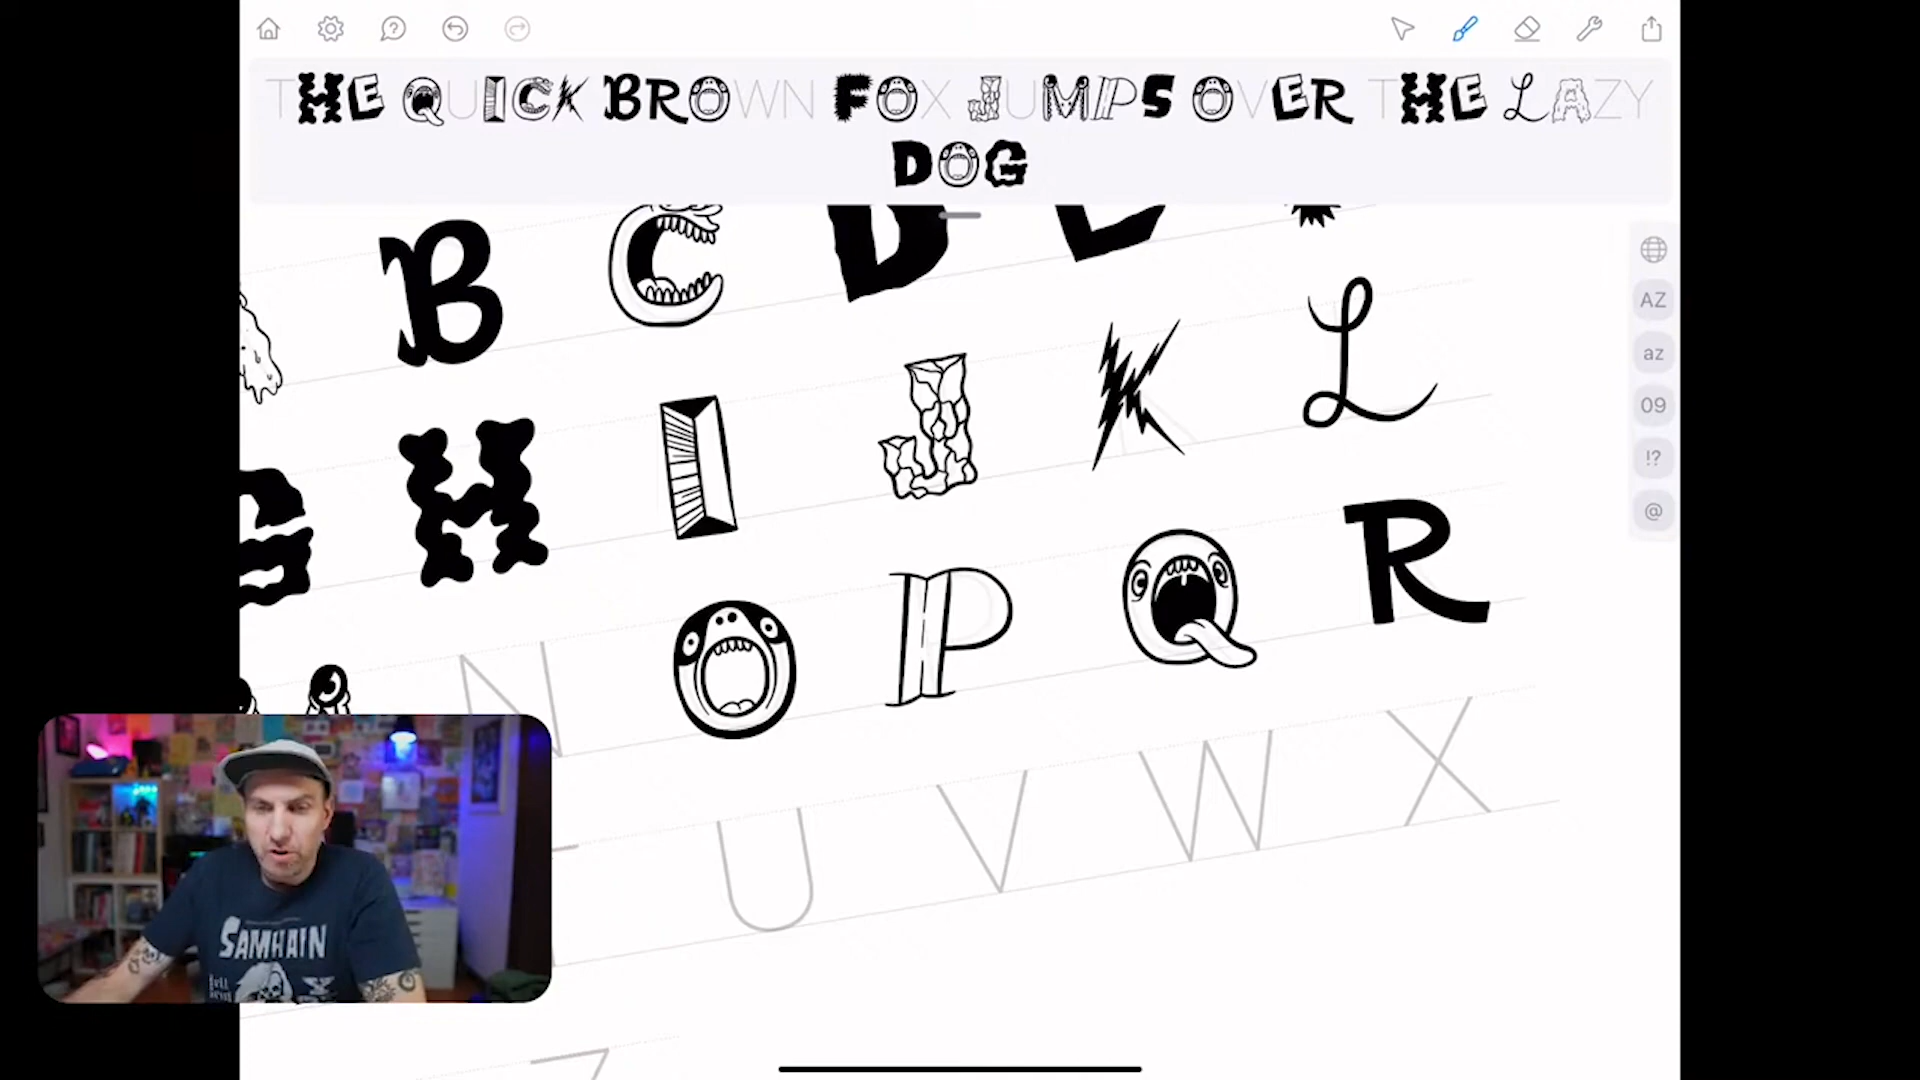 THE QUICK BROWN FOX JUMPS OVER THE LAZY
DOG
B C D E
AZ
G H I J K L
az
09
!?
@
N O P Q R
U V W X
Z
SAMHAIN